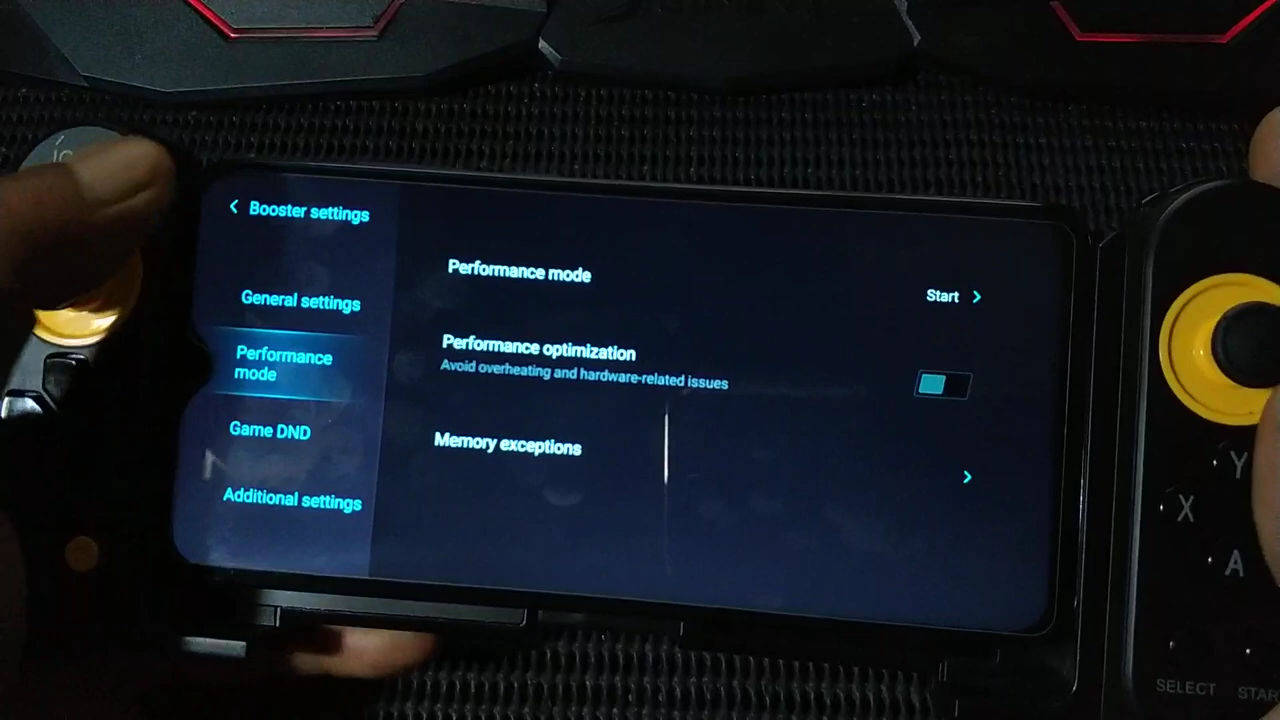 Booster settings
General settings
Performance
mode
Game DND
Additional settings
Performance mode
Start
Performance optimization
Avoid overheating and hardware-related issues
Memory exceptions
Y
X
A
SELECT